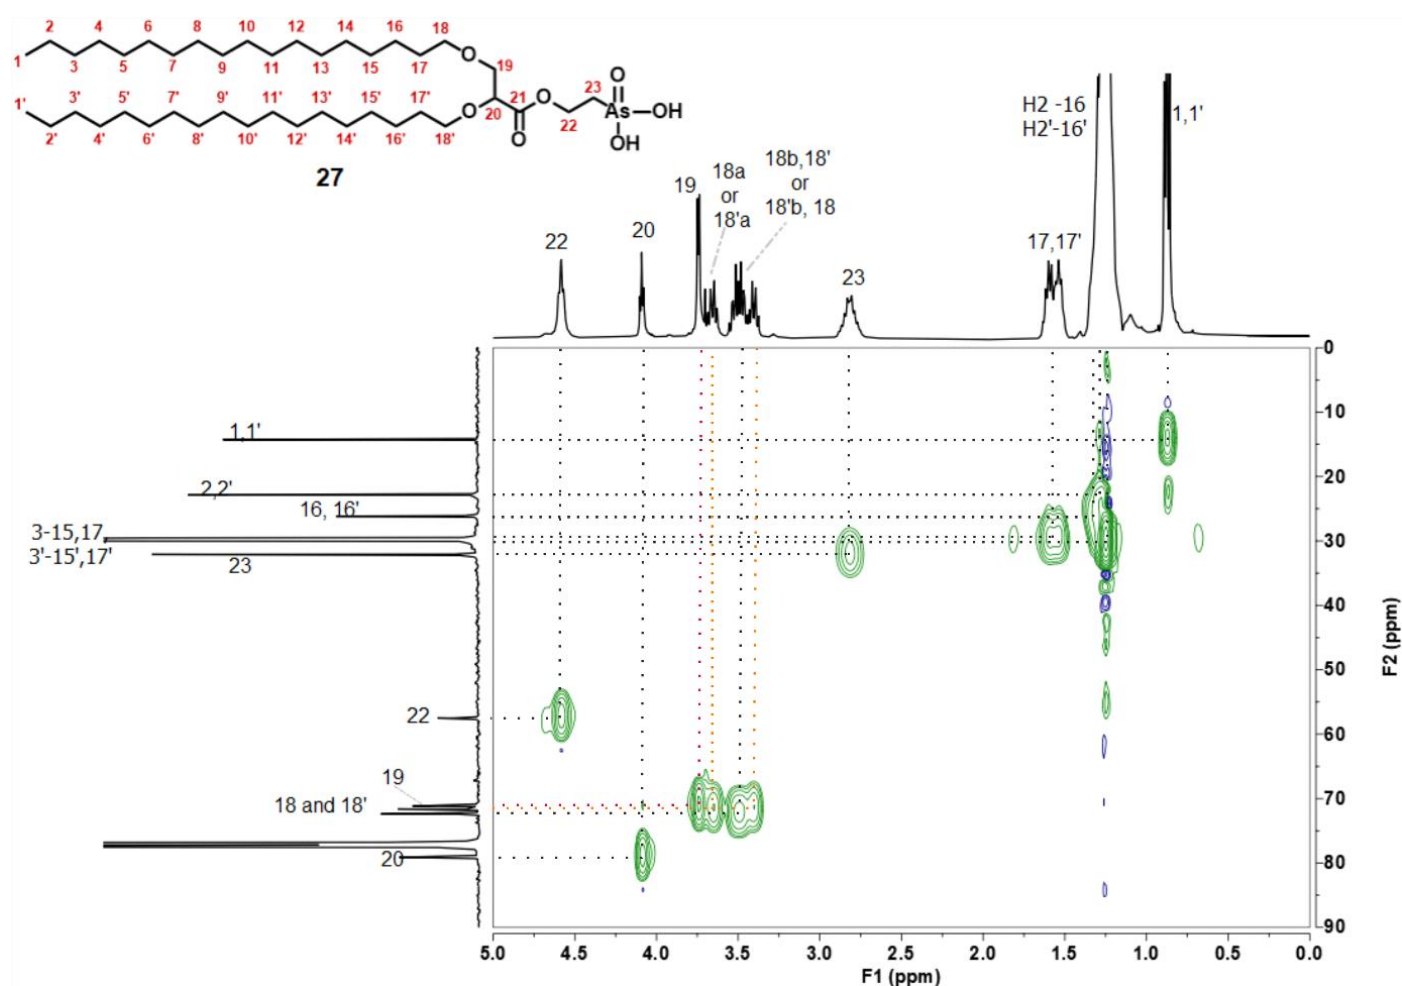 2 4 6 8 10 12 14 16 18
O
1 3 5 7 9 11 13 15 17 19
O
23
1' 3' 5' 7' 9' 11' 13' 15' 17' O 20 21 O As OH
22
2' 4' 6' 8' 10' 12' 14' 16' 18' O OH
27
H2 -16
H2'-16'
1,1'
18b,18'
or
18'b, 18
18a
or
18'a
19
20
22
23
17,17'
1,1'
2,2'
16, 16'
3-15,17,
3'-15',17'
23
22
19
18 and 18'
20
0
10
20
30
40
50
60
70
80
90
F2 (ppm)
5.0 4.5 4.0 3.5 3.0 2.5 2.0 1.5 1.0 0.5 0.0
F1 (ppm)